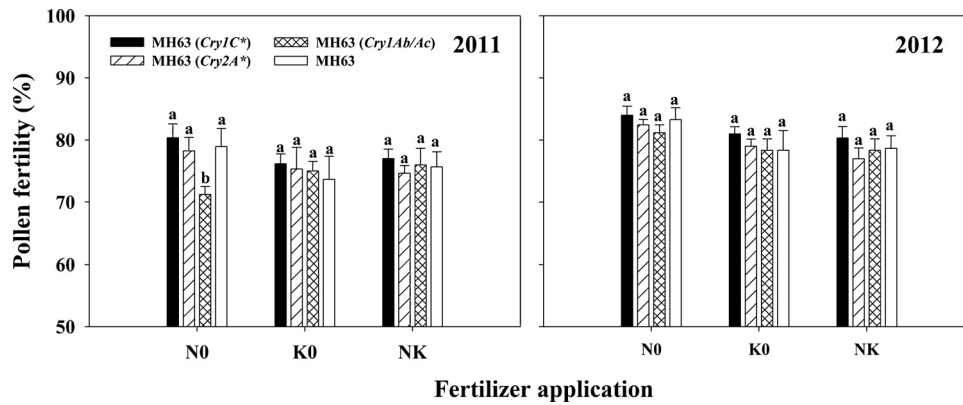 100
90
80
70
60
50
Pollen fertility (%)
MH63 (Cry1C*) MH63 (Cry1Ab/Ac)
MH63 (Cry2A*) MH63
2011
2012
a a b a
a a a a
a a a a
a a a a
a a a a
a a a a
N0 K0 NK
N0 K0 NK
Fertilizer application